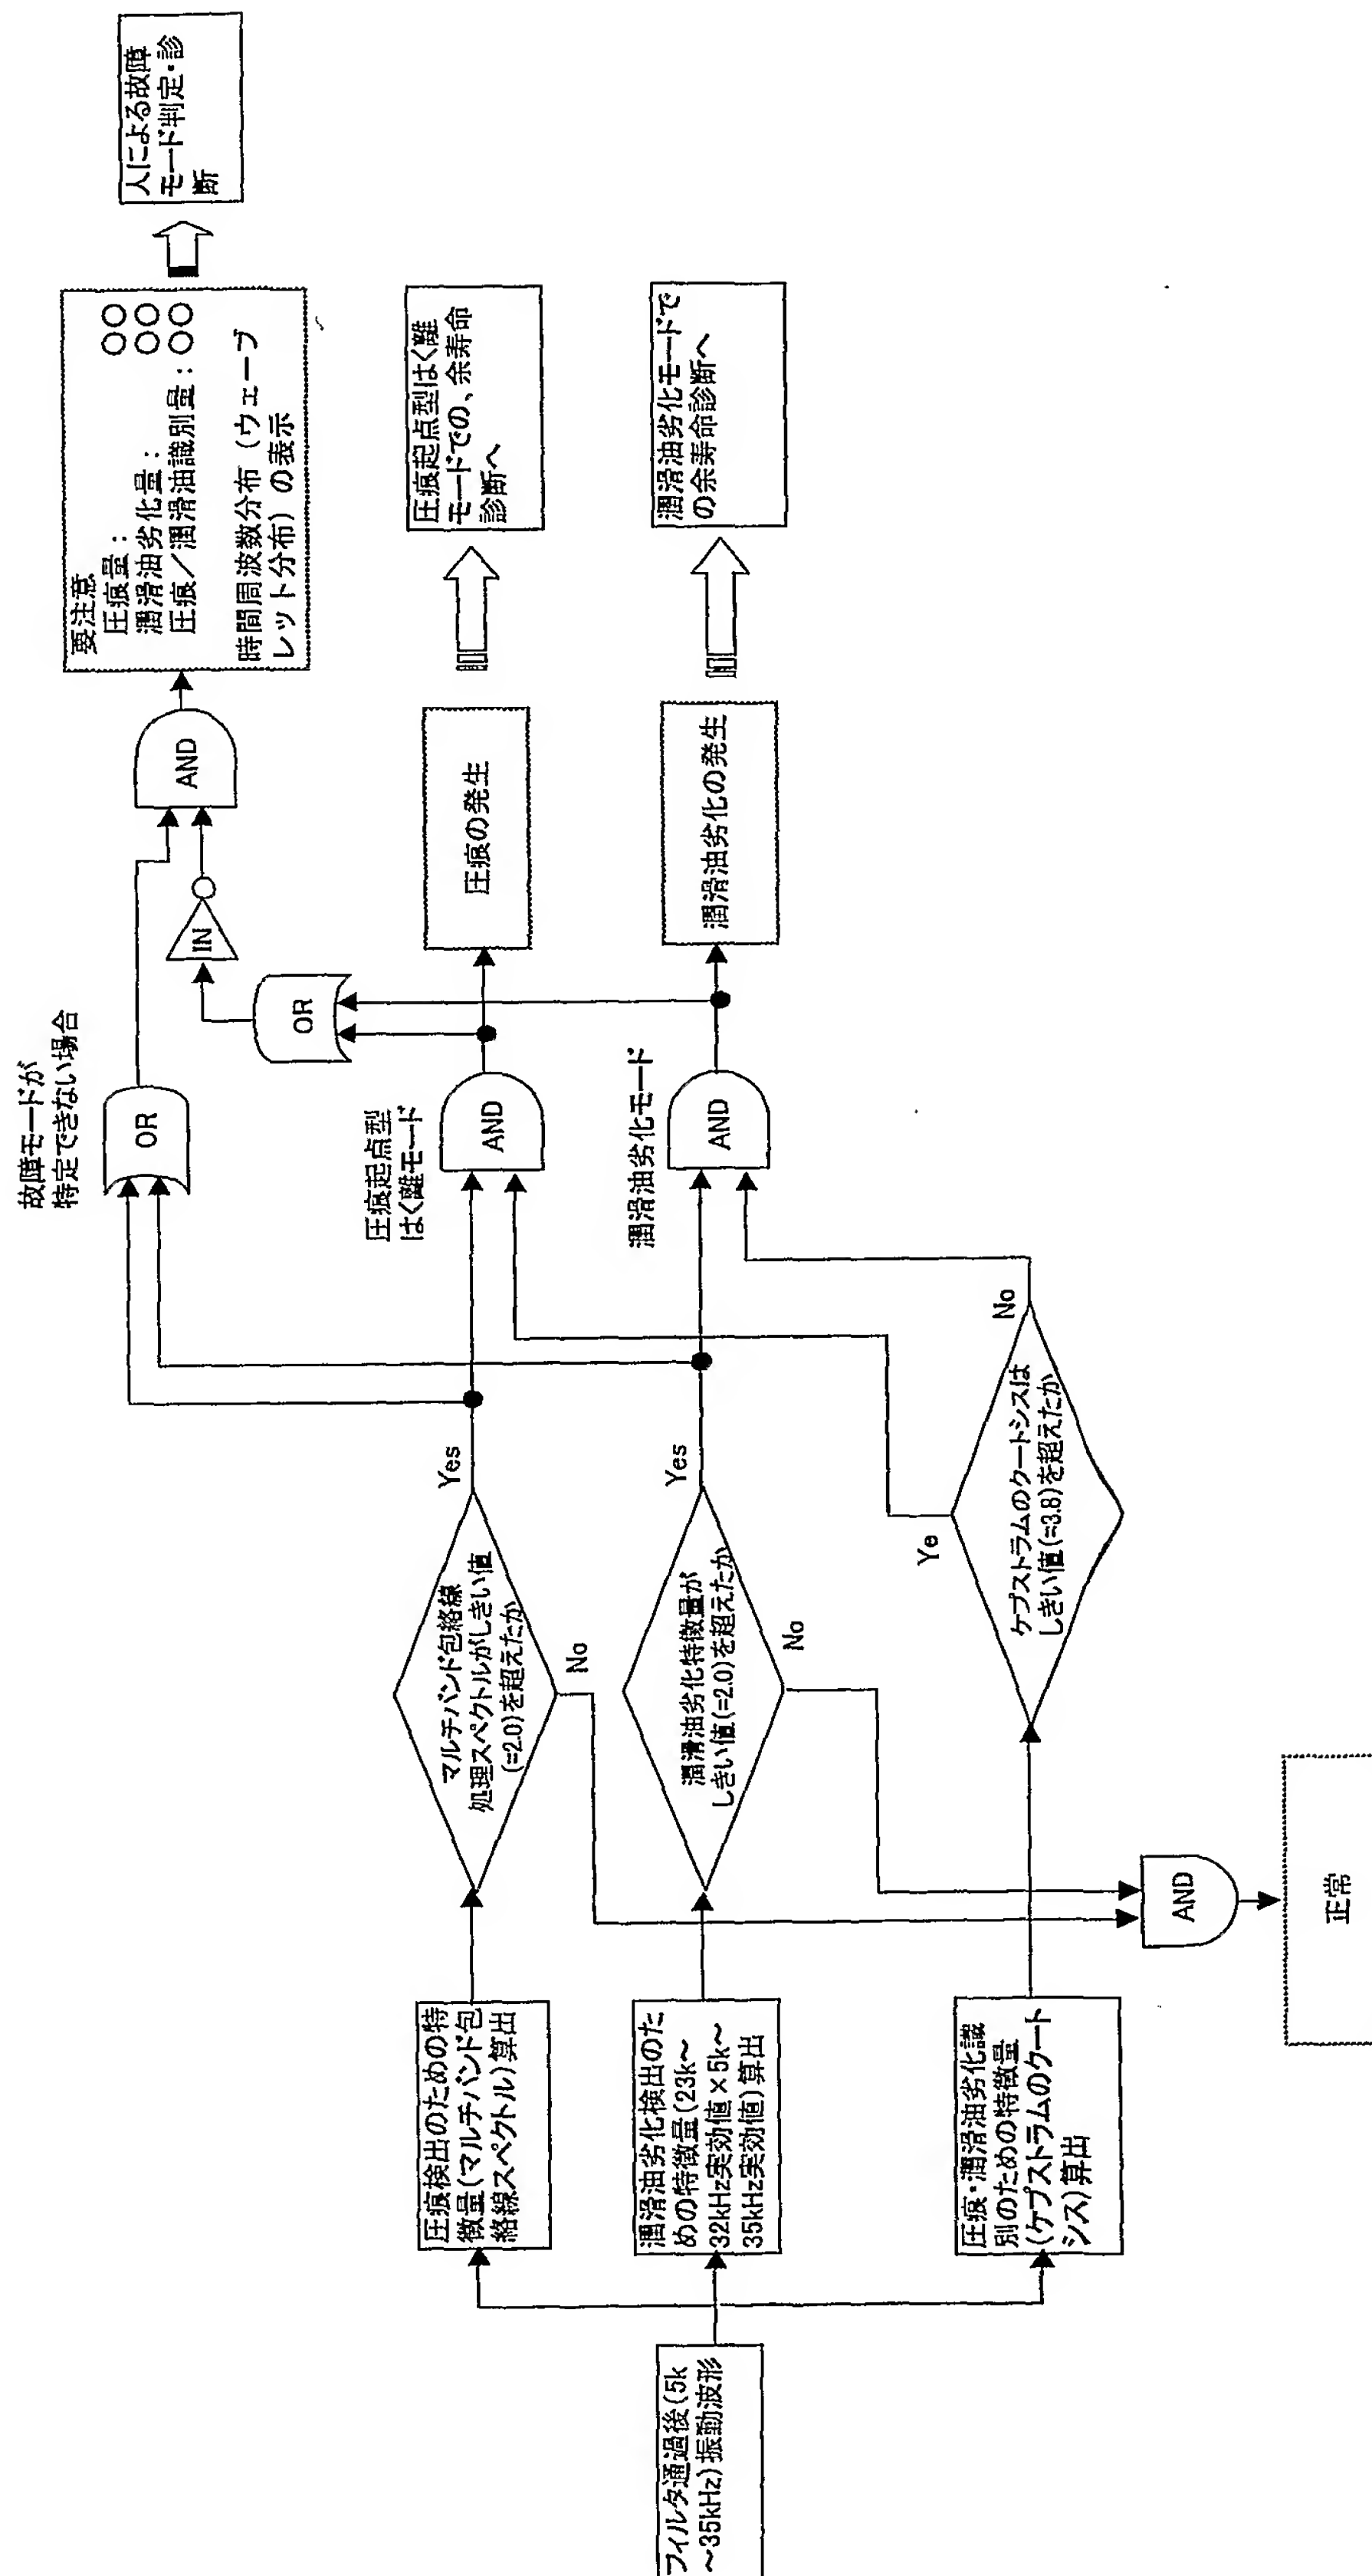 フィルタ通過後(5k
～35kHz)振動波形
圧痕検出のための特
徴量(マルチバンド包
絡線スペクトル)算出
潤滑油劣化検出のた
めの特徴量(23k～
32kHz実効値×5k～
35kHz実効値)算出
圧痕・潤滑油劣化識
別のための特徴量
(ケプストラムのクート
シス)算出
マルチバンド包絡線
処理スペクトルがしきい値
(=2.0)を超えたか
Yes
No
潤滑油劣化特徴量が
しきい値(=2.0)を超えたか
Yes
No
ケプストラムのクートシスは
しきい値(=3.8)を超えたか
Ye
No
AND
正常
故障モードが
特定できない場合
OR
圧痕起点型
はく離モード
AND
潤滑油劣化モード
AND
OR
IN
AND
圧痕の発生
潤滑油劣化の発生
要注意
圧痕量： ○○
潤滑油劣化量： ○○
圧痕／潤滑油識別量：○○
時間周波数分布（ウェーブ
レット分布）の表示
圧痕起点型はく離
モードでの、余寿命
診断へ
潤滑油劣化モードで
の余寿命診断へ
人による故障
モード判定・診
断